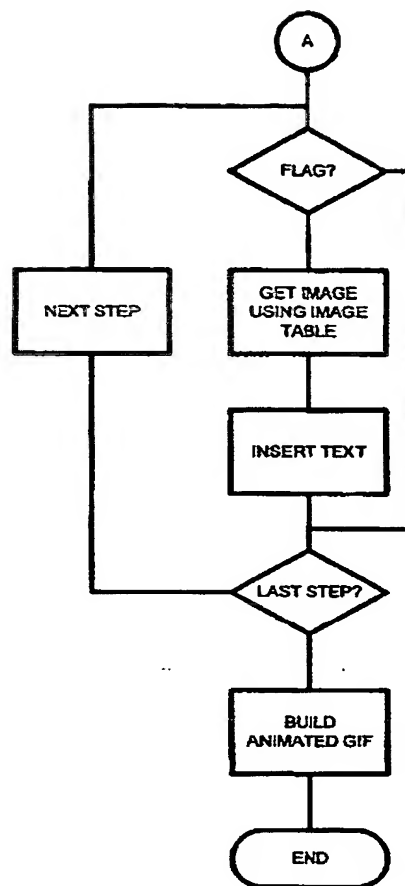 A
FLAG?
NEXT STEP
GET IMAGE
USING IMAGE
TABLE
INSERT TEXT
LAST STEP?
BUILD
ANIMATED GIF
END